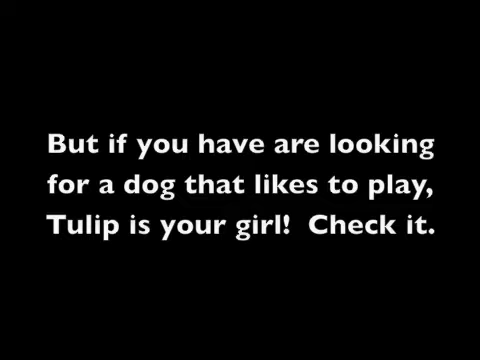 But if you have are looking
for a dog that likes to play,
Tulip is your girl!  Check it.